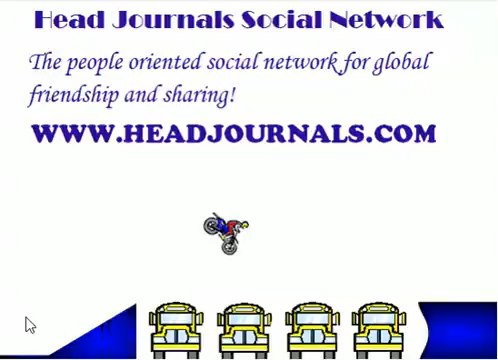 Head Journals Social Network
The people oriented social network for global
friendship and sharing!
WWW.HEADJOURNALS.COM